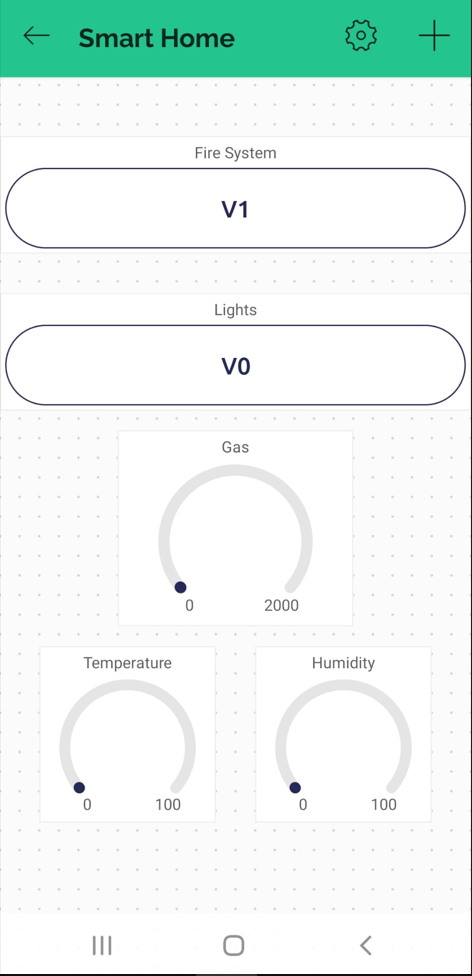 Smart Home
Fire System
V1
Lights
V0
Gas
0 2000
Temperature
0 100
Humidity
0 100